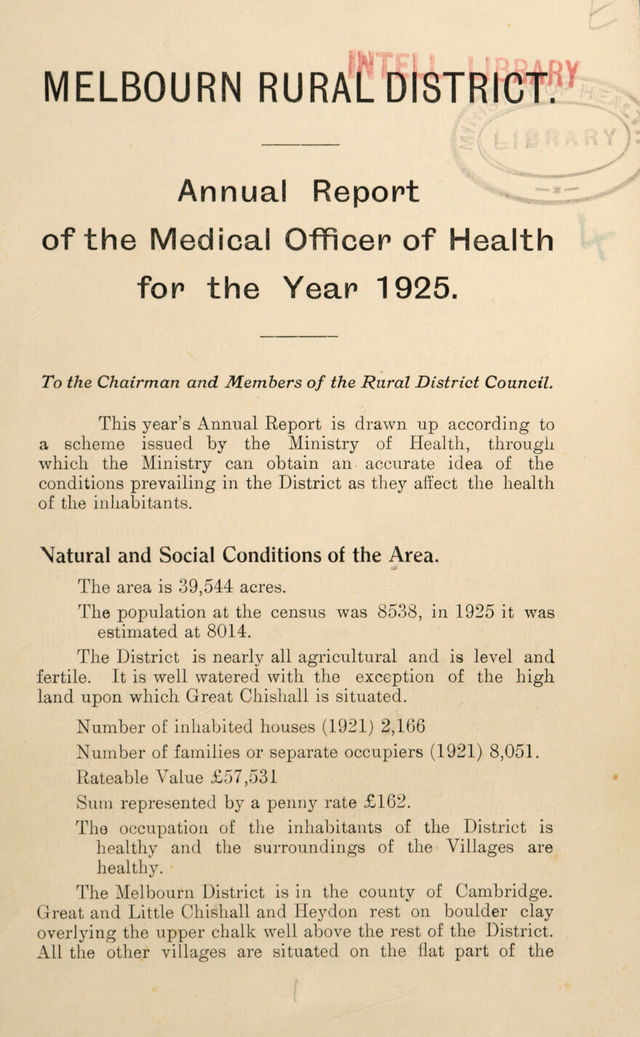 INTELL. LIBRARY
MELBOURN RURAL DISTRICT.
MINISTRY OF HEALTH
LIBRARY
Annual Report
of the Medical Officer of Health
for the Year 1925.
4
To the Chairman and Members of the Rural District Council.
This year's Annual Report is drawn up according to
a scheme issued by the Ministry of Health, through
which the Ministry can obtain an accurate idea of the
conditions prevailing in the District as they affect the health
of the inhabitants.
Natural and Social Conditions of the Area.
The area is 39,544 acres.
The population at the census was 8538, in 1925 it was
estimated at 8014.
The District is nearly all agricultural and is level and
fertile. It is well watered with the exception of the high
land upon which Great Chishall is situated.
Number of inhabited houses (1921) 2,166
Number of families or separate occupiers (1921) 8,051.
Rateable Value £57,531
Sum represented by a penny rate £162.
The occupation of the inhabitants of the District is
healthy and the surroundings of the Villages are
healthy.
The Melbourn District is in the county of Cambridge.
Great and Little Chishall and Heydon rest on boulder clay
overlying the upper chalk well above the rest of the District.
All the other villages are situated on the flat part of the